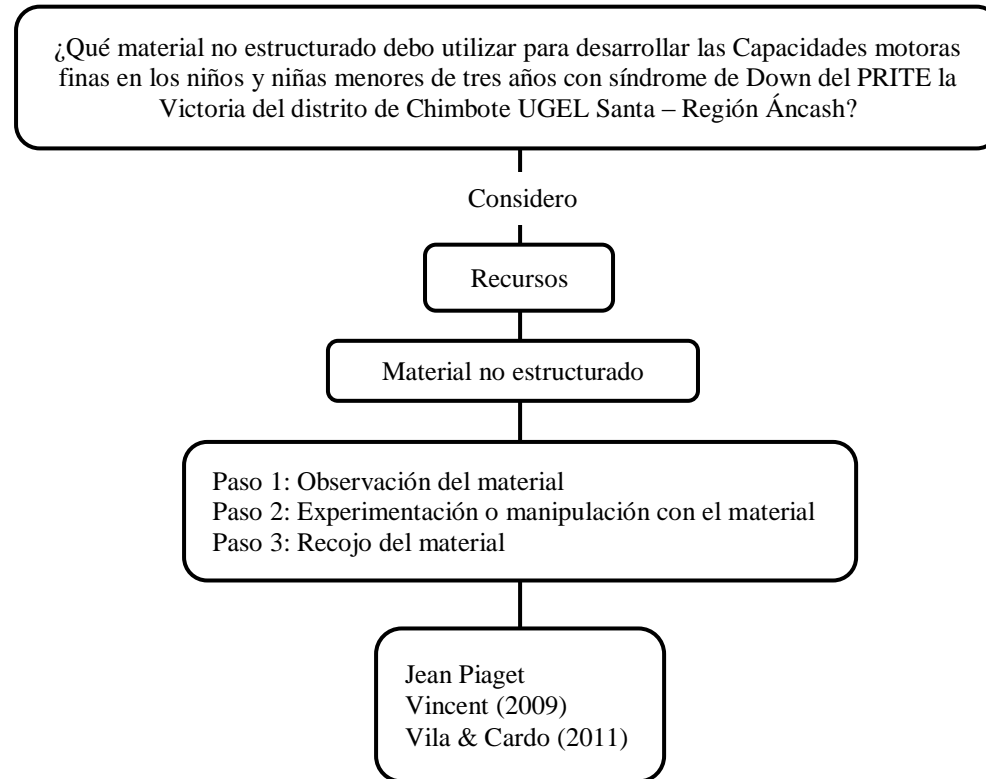 ¿Qué material no estructurado debo utilizar para desarrollar las Capacidades motoras
finas en los niños y niñas menores de tres años con síndrome de Down del PRITE la
Victoria del distrito de Chimbote UGEL Santa – Región Áncash?
Considero
Recursos
Material no estructurado
Paso 1: Observación del material
Paso 2: Experimentación o manipulación con el material
Paso 3: Recojo del material
Jean Piaget
Vincent (2009)
Vila & Cardo (2011)